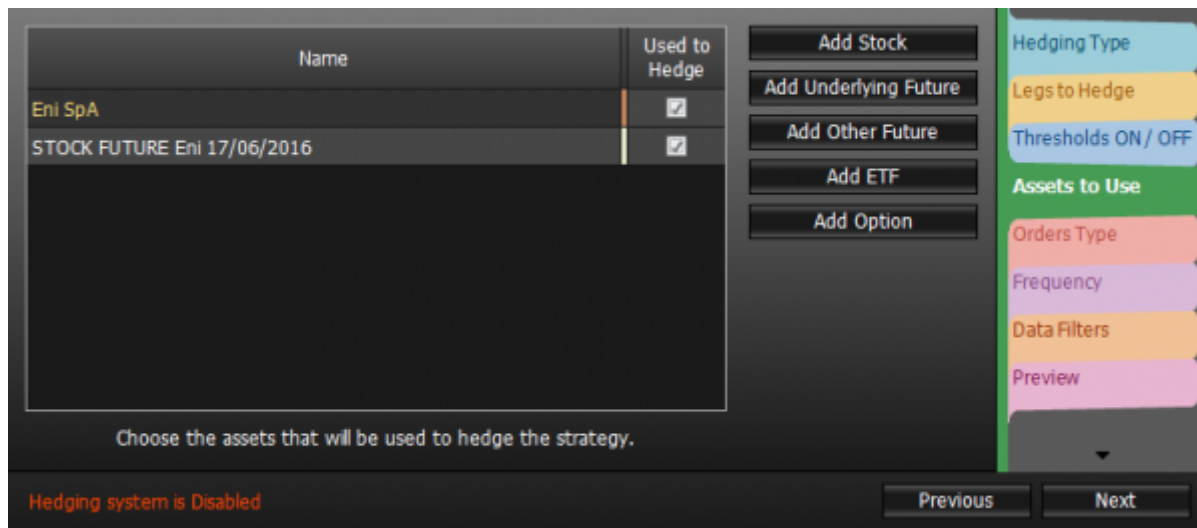 Name
Used to
Hedge
Eni SpA
STOCK FUTURE Eni 17/06/2016
Choose the assets that will be used to hedge the strategy.
Add Stock
Add Underlying Future
Add Other Future
Add ETF
Add Option
Hedging Type
Legs to Hedge
Thresholds ON / OFF
Assets to Use
Orders Type
Frequency
Data Filters
Preview
Hedging system is Disabled
Previous
Next